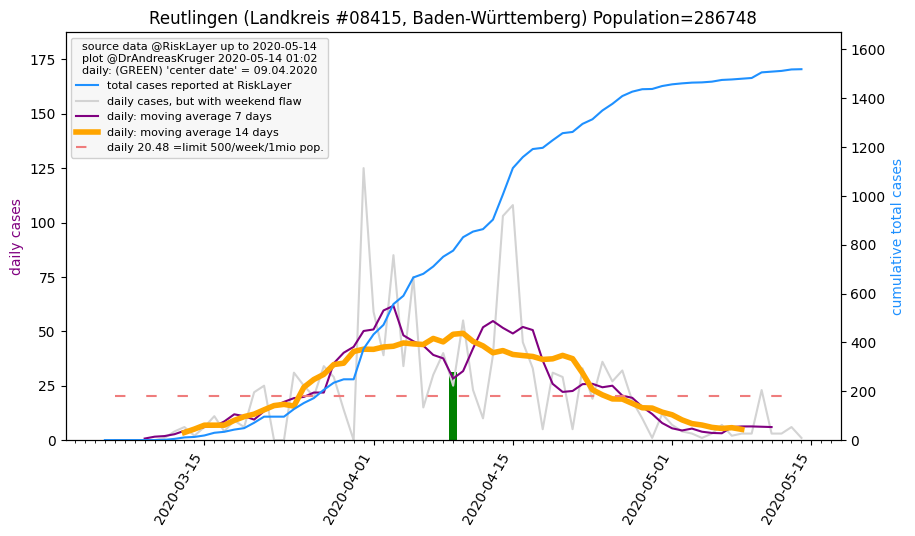 Reutlingen (Landkreis #08415, Baden-Württemberg) Population=286748
source data @RiskLayer up to 2020-05-14
plot @DrAndreasKruger 2020-05-14 01:02
daily: (GREEN) 'center date' = 09.04.2020
total cases reported at RiskLayer
daily cases, but with weekend flaw
daily: moving average 7 days
daily: moving average 14 days
daily 20.48 =limit 500/week/1mio pop.
daily cases
175
150
125
100
75
50
25
0
1600
1400
1200
1000
800
600
400
200
0
cumulative total cases
2020-03-15
2020-04-01
2020-04-15
2020-05-01
2020-05-15